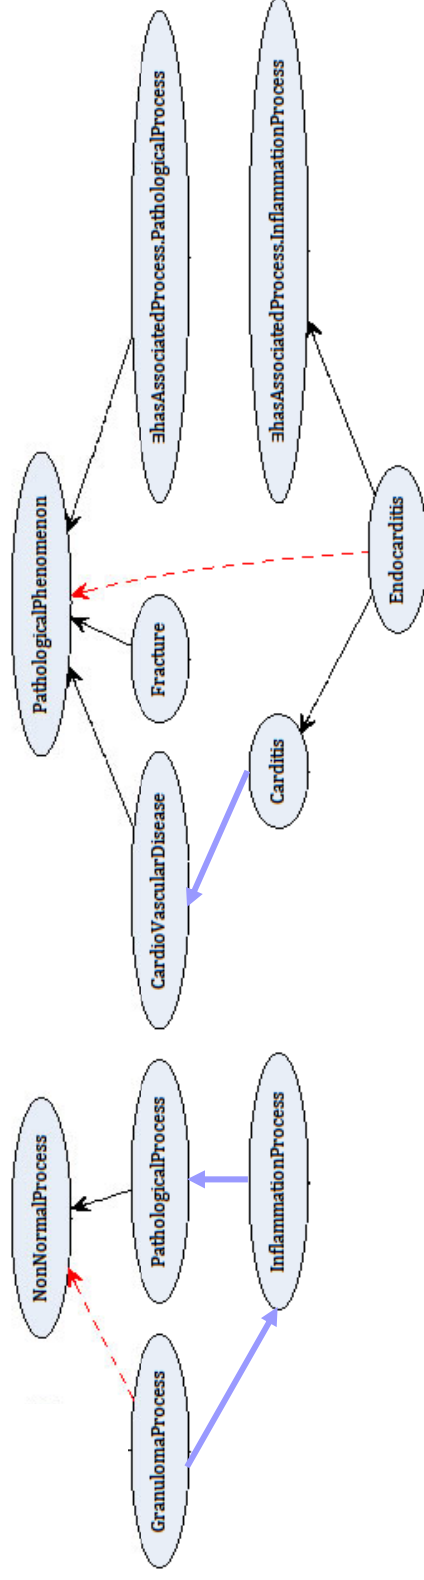 NonNormalProcess
PathologicalPhenomenon
GranulomaProcess
PathologicalProcess
CardioVascularDisease
Fracture
∃hasAssociatedProcess.PathologicalProcess
InflammationProcess
Carditis
∃hasAssociatedProcess.InflammationProcess
Endocarditis